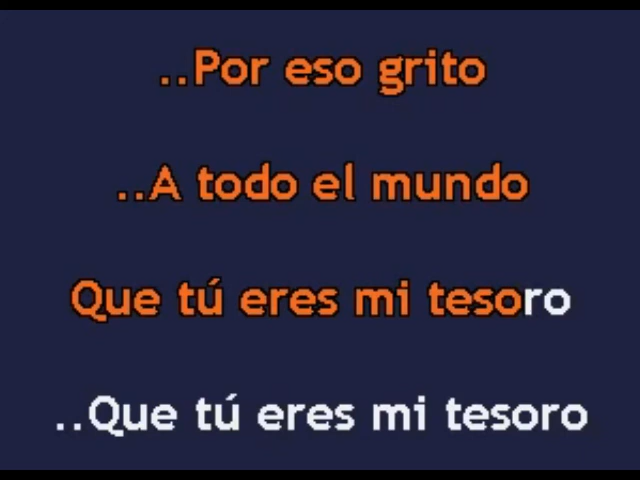 ..Por eso grito
..A todo el mundo
Que tú eres mi tesoro
..Que tú eres mi tesoro